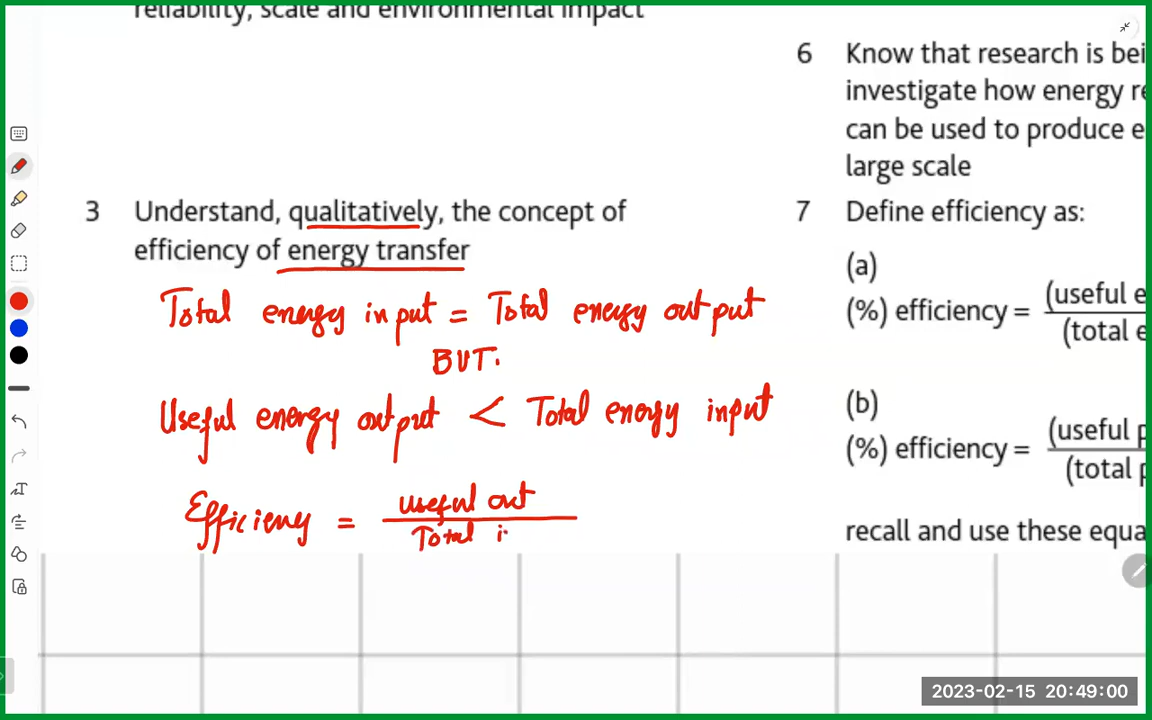 reliability, scale and environmental impact
3 Understand, qualitatively, the concept of
efficiency of energy transfer
Total energy input = Total energy output
BUT.
Useful energy output < Total energy input
Efficieny = useful out
Total i
6 Know that research is bei
investigate how energy re
can be used to produce e
large scale
7 Define efficiency as:
(a)
(%) efficiency = (useful e
(total e
(b)
(%) efficiency = (useful p
(total p
recall and use these equa
2023-02-15 20:49:00